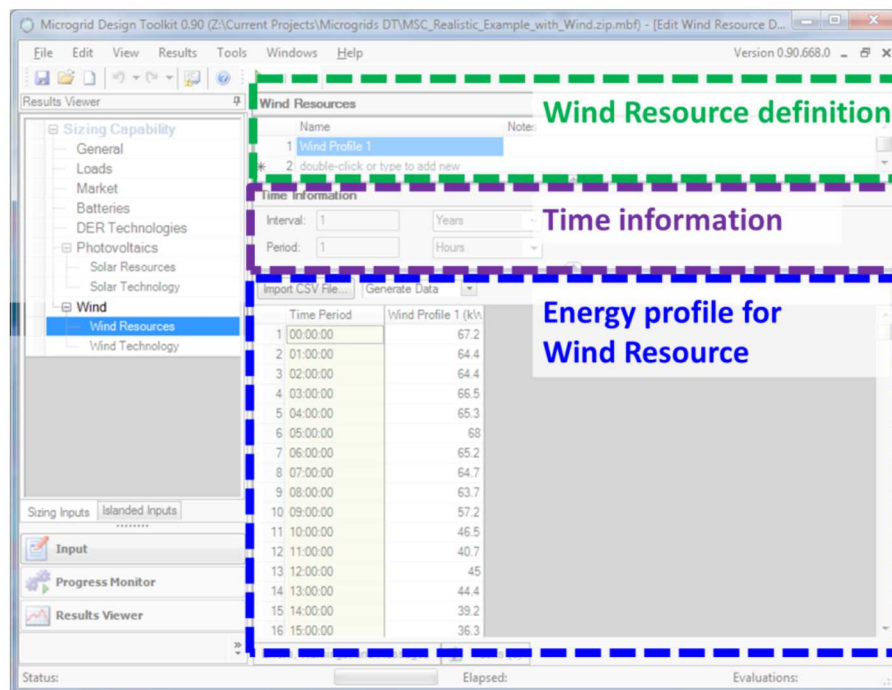 Microgrid Design Toolkit 0.90 (Z:\Current Projects\Microgrids DT\MSC_Realistic_Example_with_Wind.zip.mbf) - [Edit Wind Resource D...
File Edit View Results Tools Windows Help Version 0.90.668.0
Results Viewer
Sizing Capability
General
Loads
Market
Batteries
DER Technologies
Photovoltaics
Solar Resources
Solar Technology
Wind
Wind Resources
Wind Technology
Sizing Inputs Islanded Inputs
Input
Progress Monitor
Results Viewer
Wind Resources
Wind Resource definition
Name Notes
1 Wind Profile 1
2 double-click or type to add new
Time Information
Time information
Interval: 1 Years
Period: 1 Hours
Import CSV File... Generate Data
Energy profile for
Wind Resource
Time Period Wind Profile 1 (kW
1 00:00:00 67.2
2 01:00:00 64.4
3 02:00:00 64.4
4 03:00:00 66.5
5 04:00:00 65.3
6 05:00:00 68
7 06:00:00 65.2
8 07:00:00 64.7
9 08:00:00 63.7
10 09:00:00 57.2
11 10:00:00 46.5
12 11:00:00 40.7
13 12:00:00 45
14 13:00:00 44.4
15 14:00:00 39.2
16 15:00:00 36.3
Status: Elapsed: Evaluations: